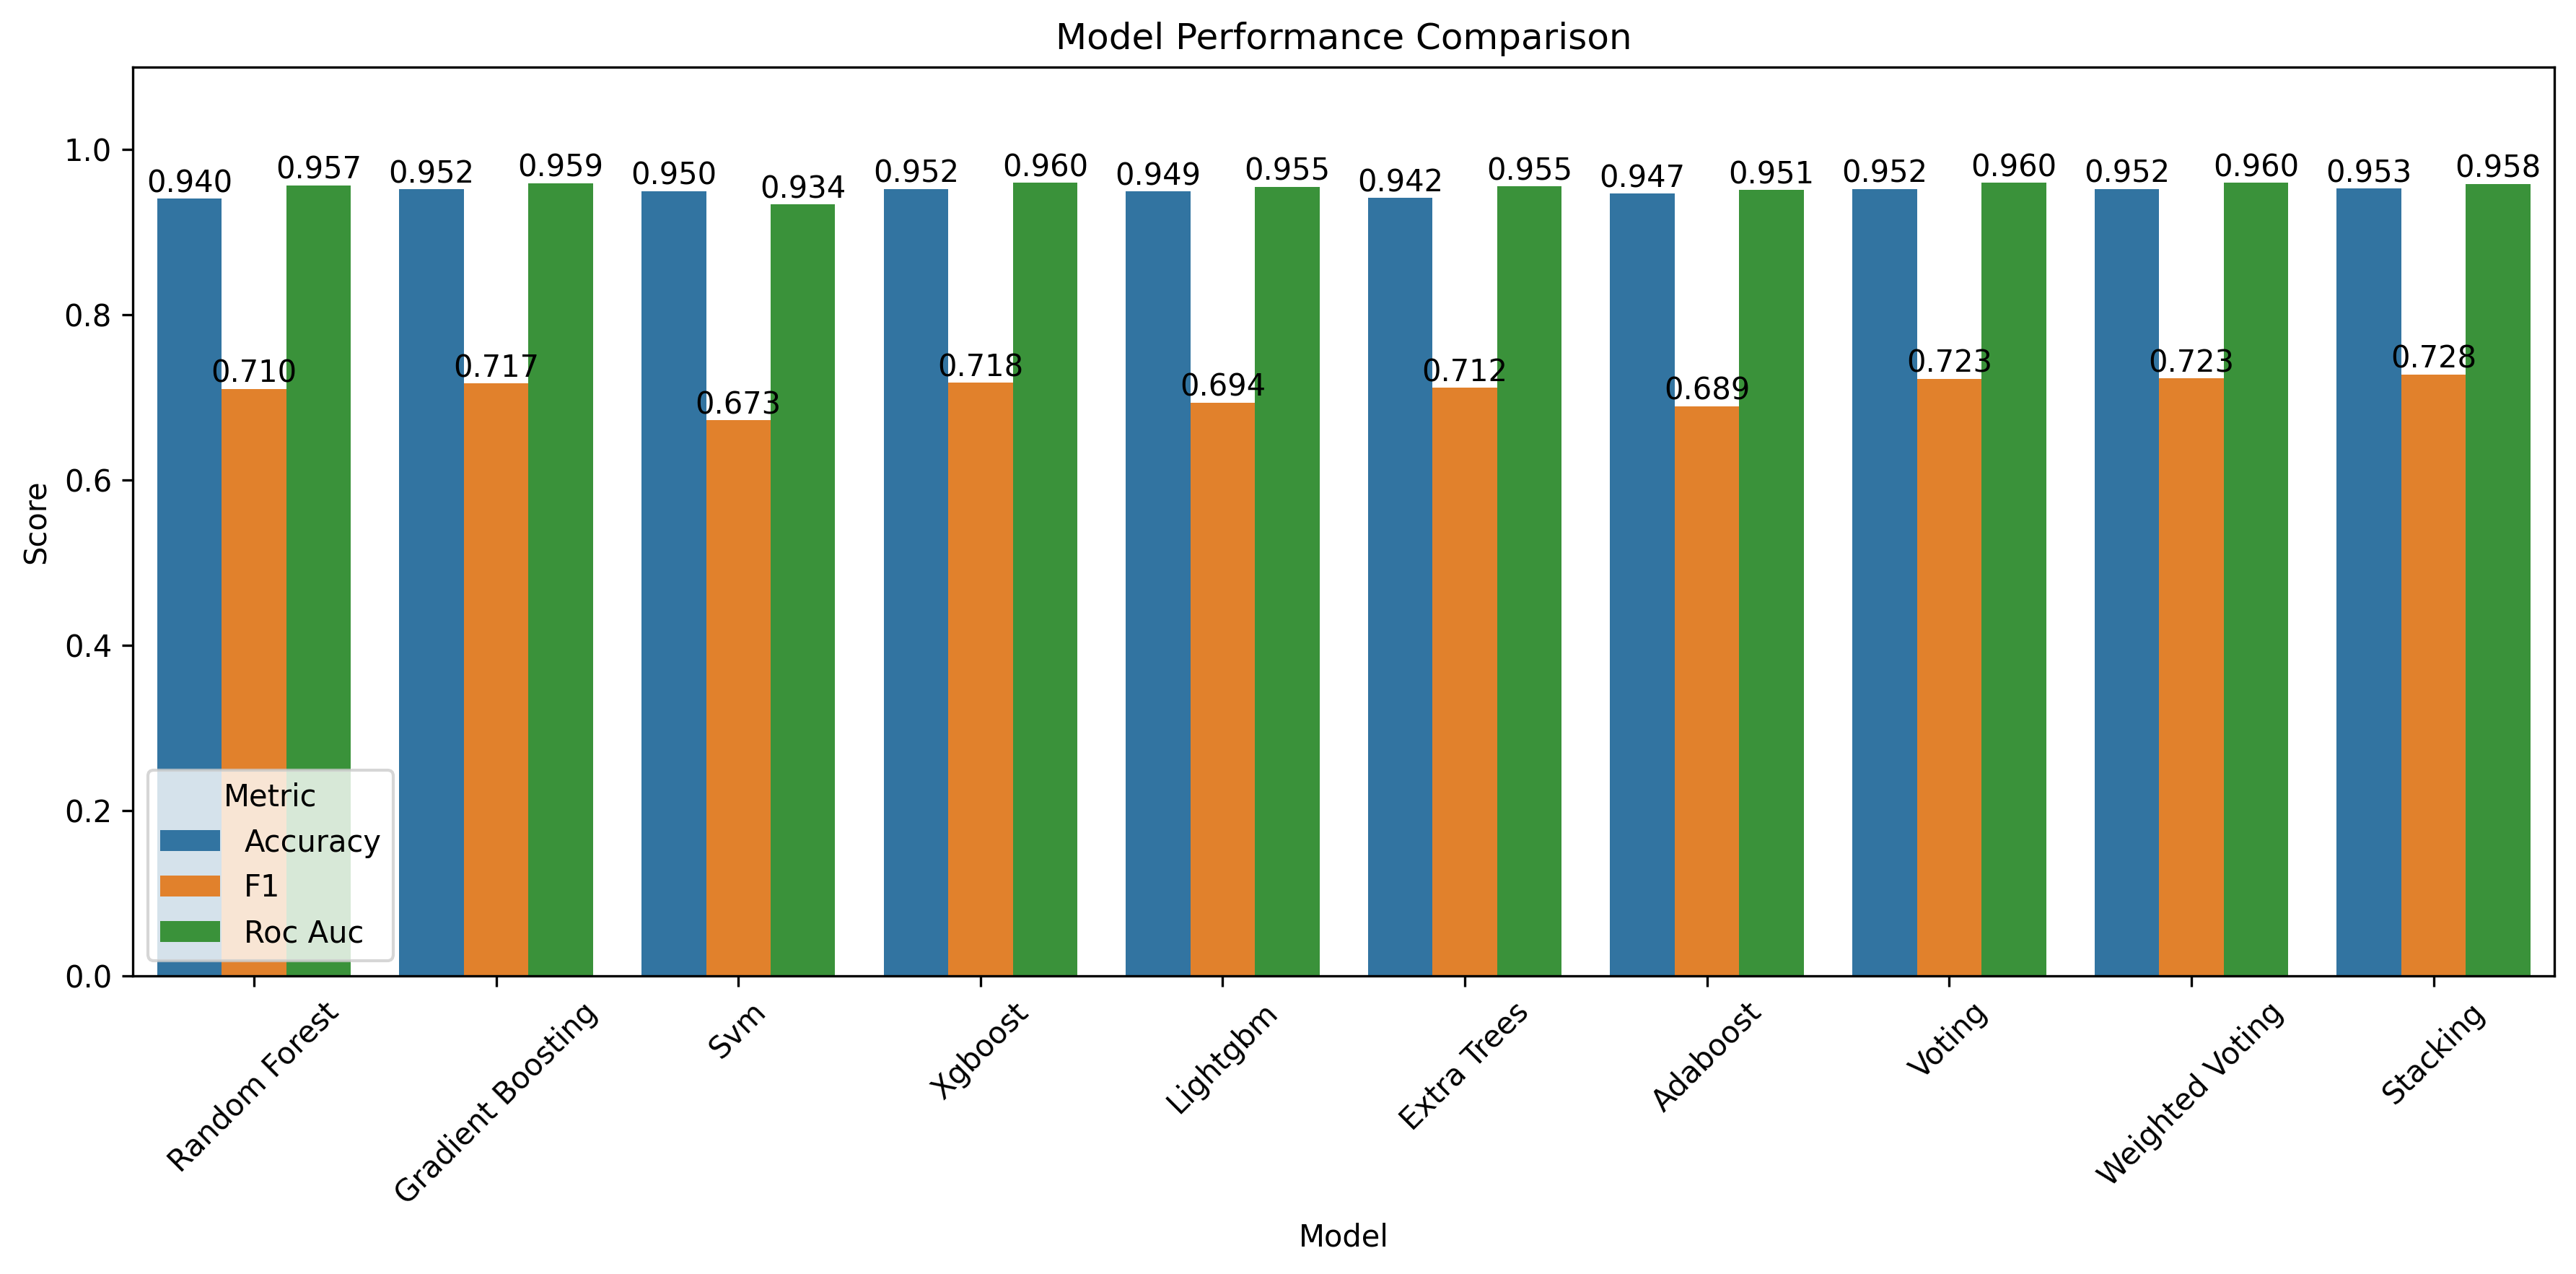 Model Performance Comparison
1.0
0.8
0.6
0.4
0.2
0.0
Score
0.940 0.710 0.957
0.952 0.717 0.959
0.950 0.673 0.934
0.952 0.718 0.960
0.949 0.694 0.955
0.942 0.712 0.955
0.947 0.689 0.951
0.952 0.723 0.960
0.952 0.723 0.960
0.953 0.728 0.958
Metric
Accuracy
F1
Roc Auc
Random Forest
Gradient Boosting
Svm
Xgboost
Lightgbm
Extra Trees
Adaboost
Voting
Weighted Voting
Stacking
Model